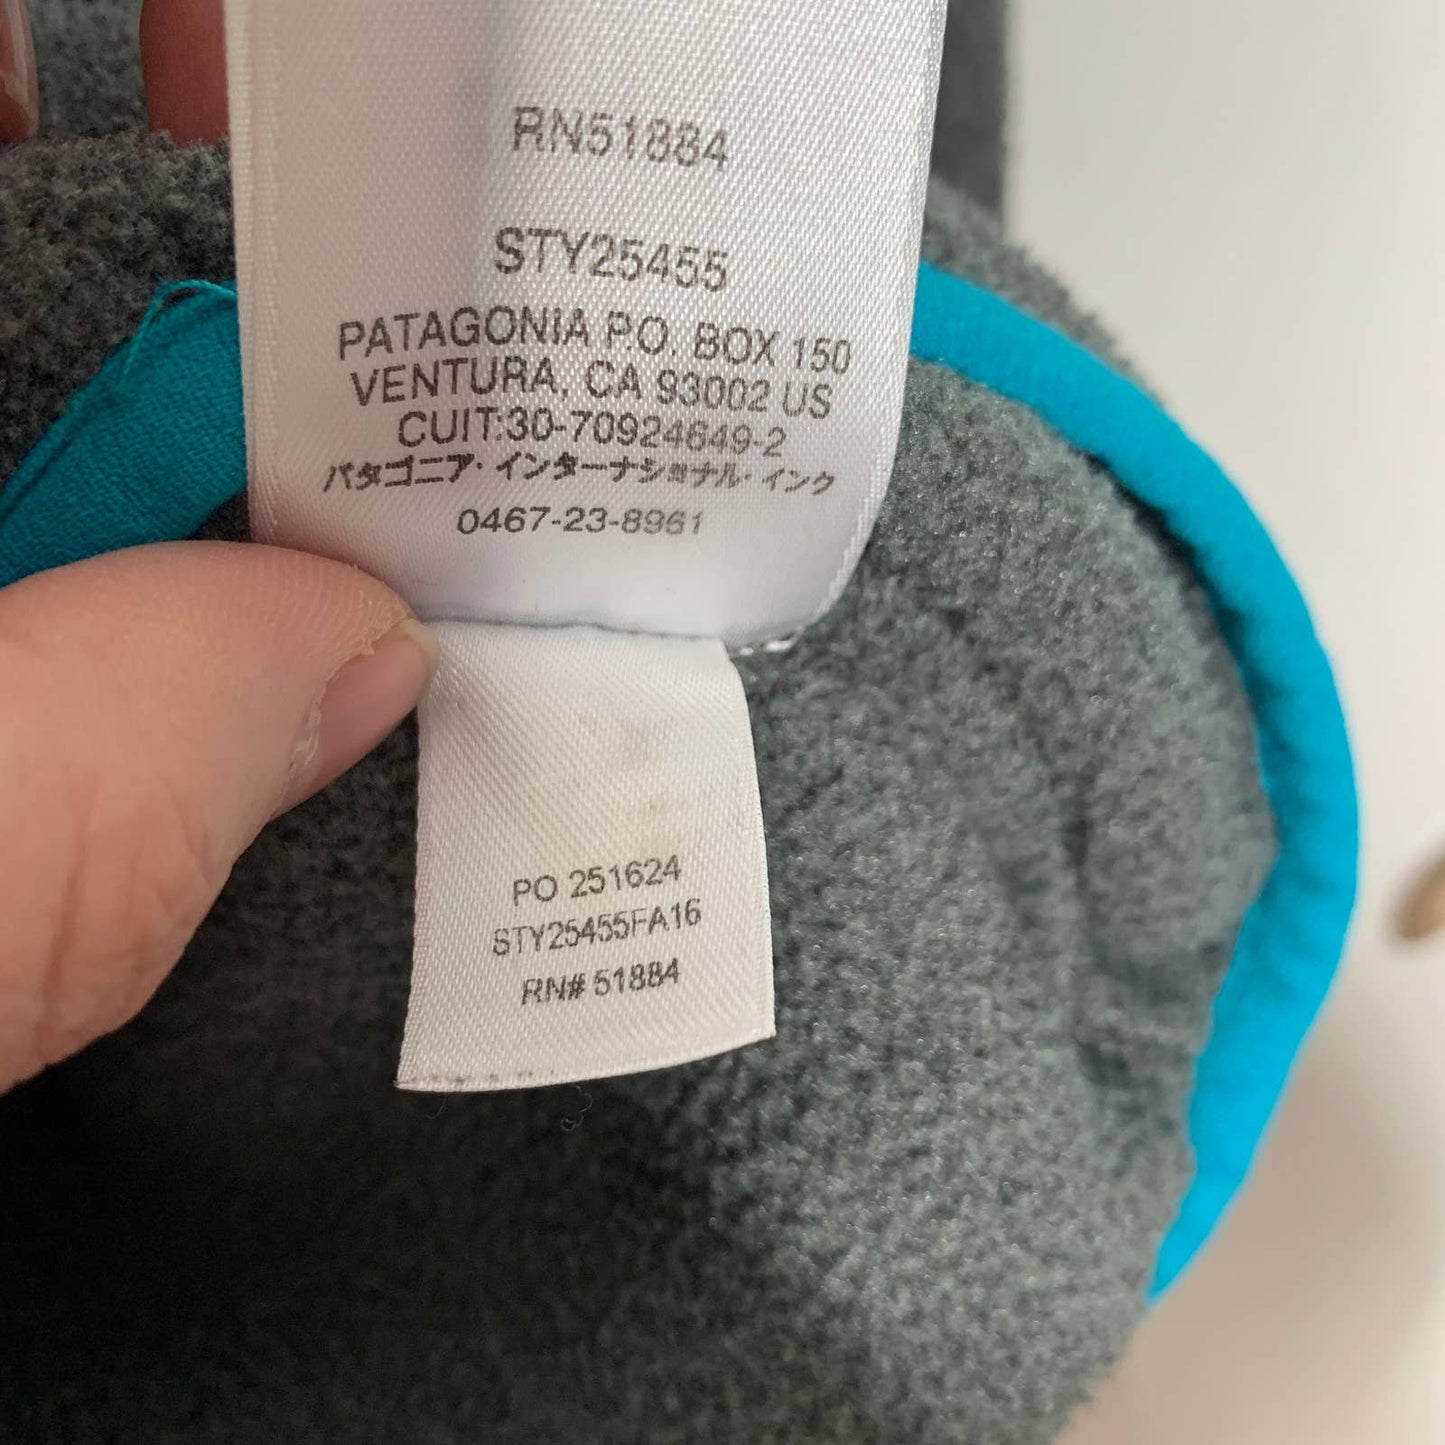 RN51884
STY25455
PATAGONIA P.O. BOX 150
VENTURA, CA 93002 US
CUIT:30-70924649-2
パタゴニア・インターナショナル・インク
0467-23-8961
PO 251624
STY25455FA16
RN# 51884